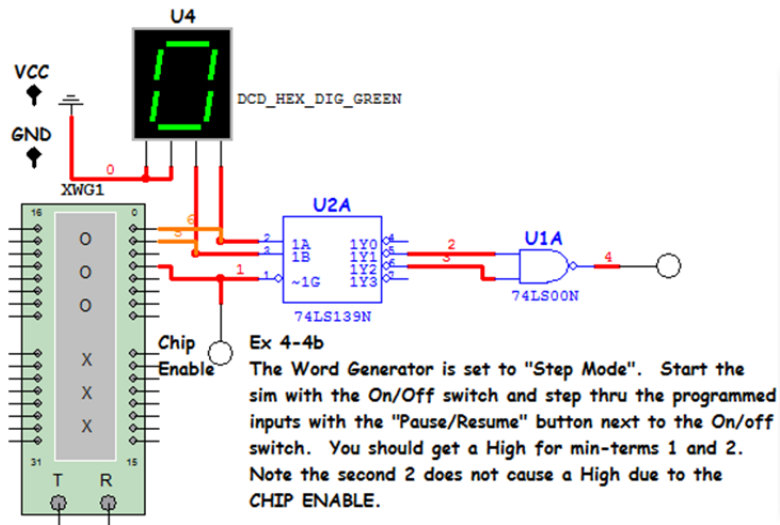 U4
VCC
DCD_HEX_DIG_GREEN
GND
0
XWG1
16
0
6
5
U2A
2
1A
3
1B
1
1
~1G
1Y0
4
1Y1
5
1Y2
6
1Y3
7
2
3
U1A
4
74LS00N
74LS139N
O
O
O
X
X
X
31
15
T
R
Chip
Enable
Ex 4-4b
The Word Generator is set to "Step Mode". Start the
sim with the On/Off switch and step thru the programmed
inputs with the "Pause/Resume" button next to the On/off
switch. You should get a High for min-terms 1 and 2.
Note the second 2 does not cause a High due to the
CHIP ENABLE.